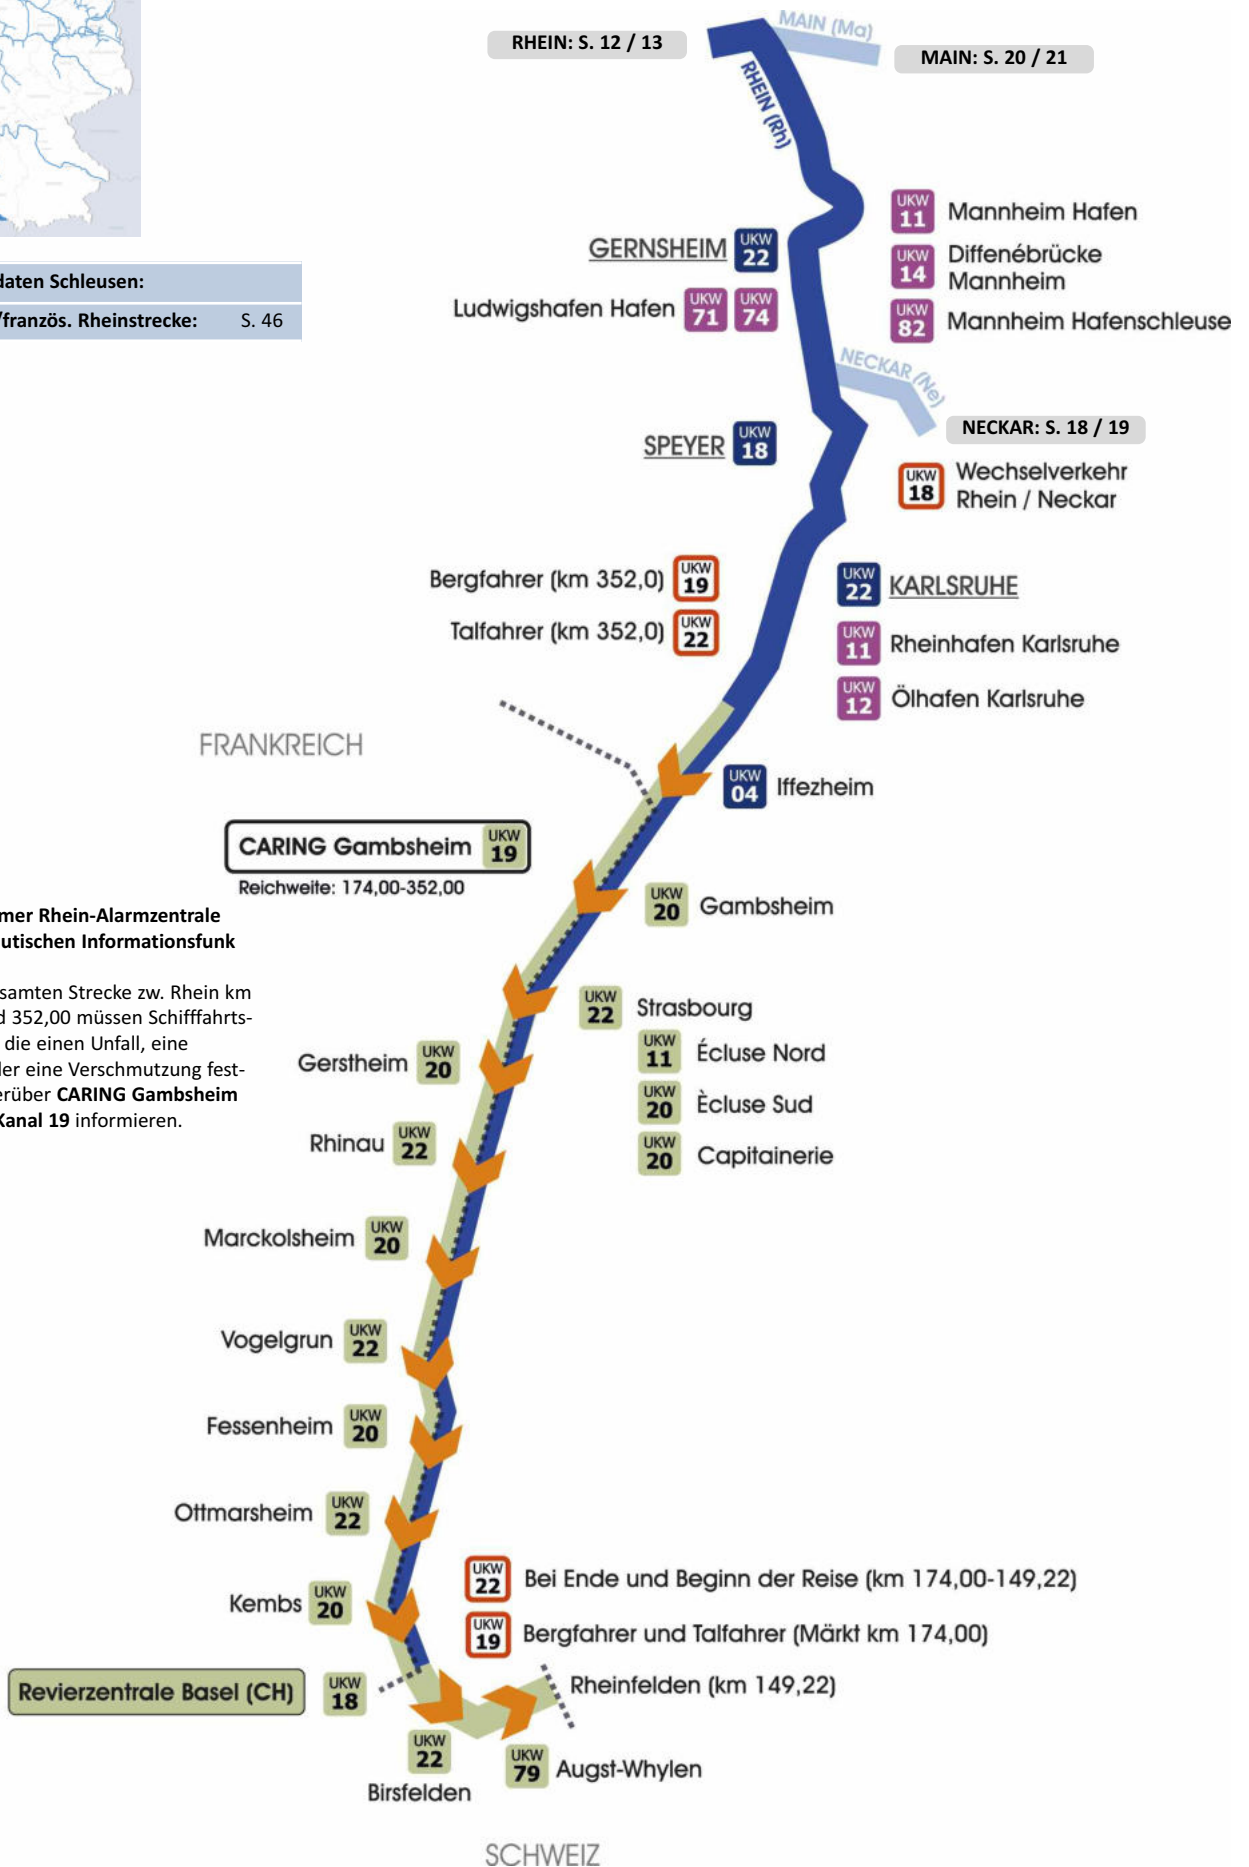 MAIN (Ma)
RHEIN: S. 12 / 13
MAIN: S. 20 / 21
RHEIN (Rh)
UKW 11 Mannheim Hafen
GERNSHEIM UKW 22
UKW 14 Diffenébrücke
Mannheim
daten Schleusen:
/französ. Rheinstrecke: S. 46
Ludwigshafen Hafen UKW 71 UKW 74
UKW 82 Mannheim Hafenschleuse
NECKAR (Ne)
NECKAR: S. 18 / 19
SPEYER UKW 18
UKW 18 Wechselverkehr
Rhein / Neckar
Bergfahrer (km 352,0) UKW 19
UKW 22 KARLSRUHE
Talfahrer (km 352,0) UKW 22
UKW 11 Rheinhafen Karlsruhe
UKW 12 Ölhafen Karlsruhe
FRANKREICH
UKW 04 Iffezheim
CARING Gambsheim UKW 19
Reichweite: 174,00-352,00
UKW 20 Gambsheim
mer Rhein-Alarmzentrale
utischen Informationsfunk
samten Strecke zw. Rhein km
d 352,00 müssen Schifffahrts-
die einen Unfall, eine
der eine Verschmutzung fest-
erüber CARING Gambsheim
Kanal 19 informieren.
UKW 22 Strasbourg
UKW 11 Écluse Nord
UKW 20 Ècluse Sud
UKW 20 Capitainerie
Gerstheim UKW 20
Rhinau UKW 22
Marckolsheim UKW 20
Vogelgrun UKW 22
Fessenheim UKW 20
Ottmarsheim UKW 22
UKW 22 Bei Ende und Beginn der Reise (km 174,00-149,22)
Kembs UKW 20
UKW 19 Bergfahrer und Talfahrer (Märkt km 174,00)
Revierzentrale Basel (CH) UKW 18
Rheinfelden (km 149,22)
UKW 22
Birsfelden
UKW 79 Augst-Whylen
SCHWEIZ